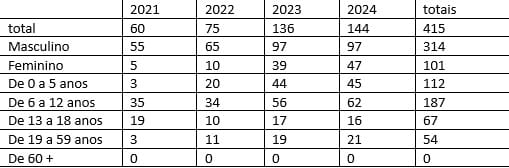 2021 2022 2023 2024 totais
total 60 75 136 144 415
Masculino 55 65 97 97 314
Feminino 5 10 39 47 101
De 0 a 5 anos 3 20 44 45 112
De 6 a 12 anos 35 34 56 62 187
De 13 a 18 anos 19 10 17 16 67
De 19 a 59 anos 3 11 19 21 54
De 60 + 0 0 0 0 0